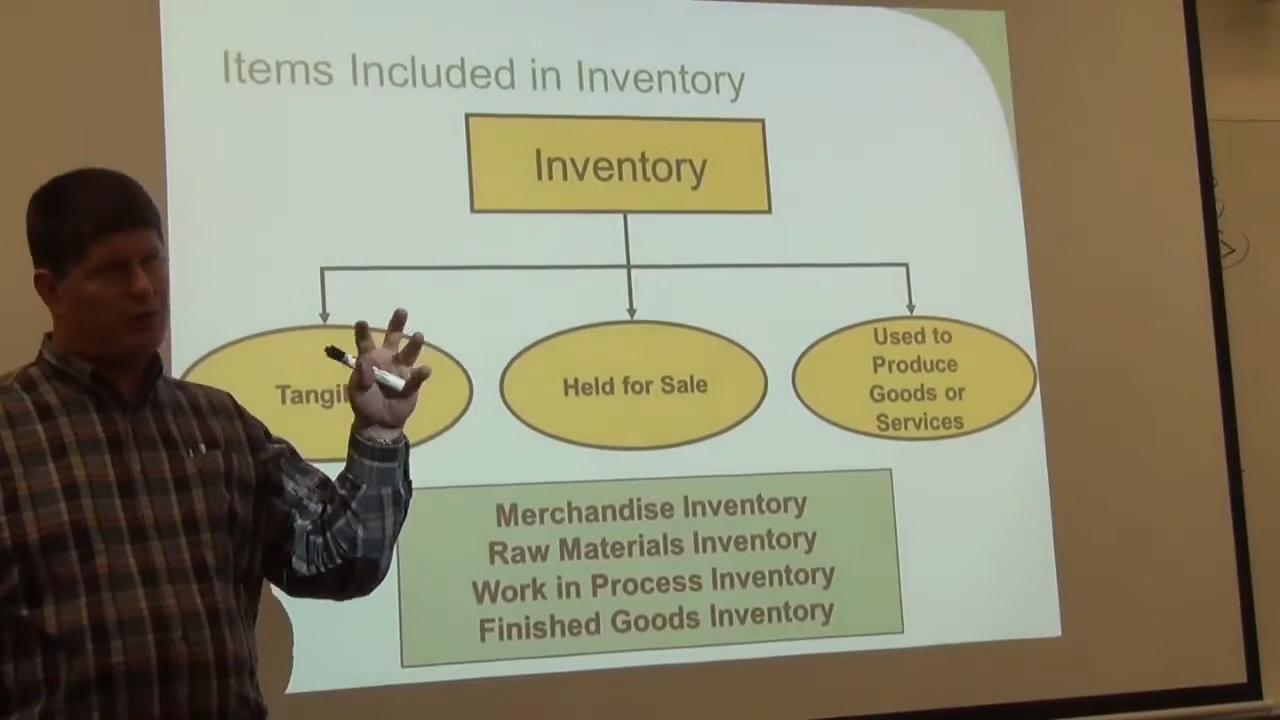 Items Included in Inventory
Inventory
Held for Sale
Used to
Produce
Goods or
Services
Merchandise Inventory
Raw Materials Inventory
Work in Process Inventory
Finished Goods Inventory